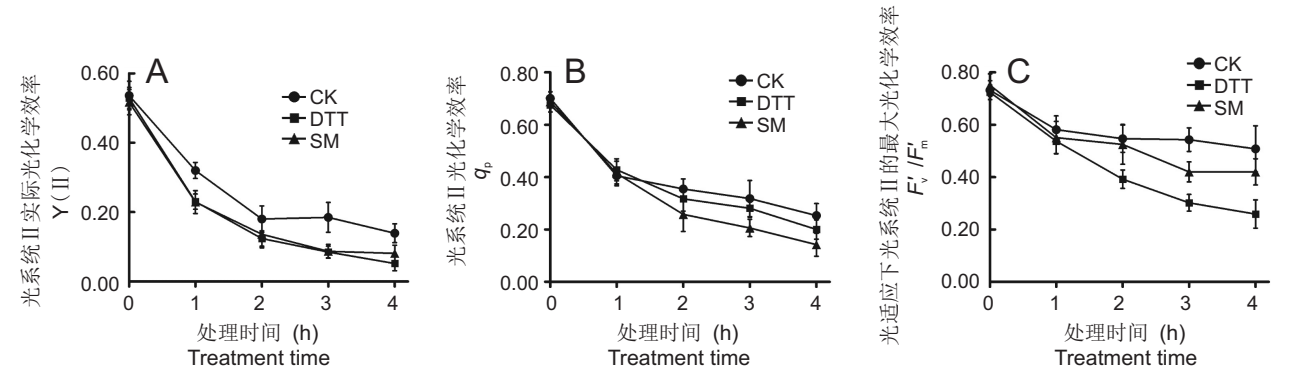 光系统Ⅱ实际光化学效率
Y(Ⅱ)
A
0.60
0.40
0.20
0.00
CK
DTT
SM
0 1 2 3 4
处理时间 (h)
Treatment time
光系统Ⅱ光化学效率
qp
B
0.80
0.60
0.40
0.20
0.00
CK
DTT
SM
0 1 2 3 4
处理时间 (h)
Treatment time
光适应下光系统Ⅱ的最大光化学效率
Fv′/Fm′
C
0.80
0.60
0.40
0.20
0.00
CK
DTT
SM
0 1 2 3 4
处理时间 (h)
Treatment time